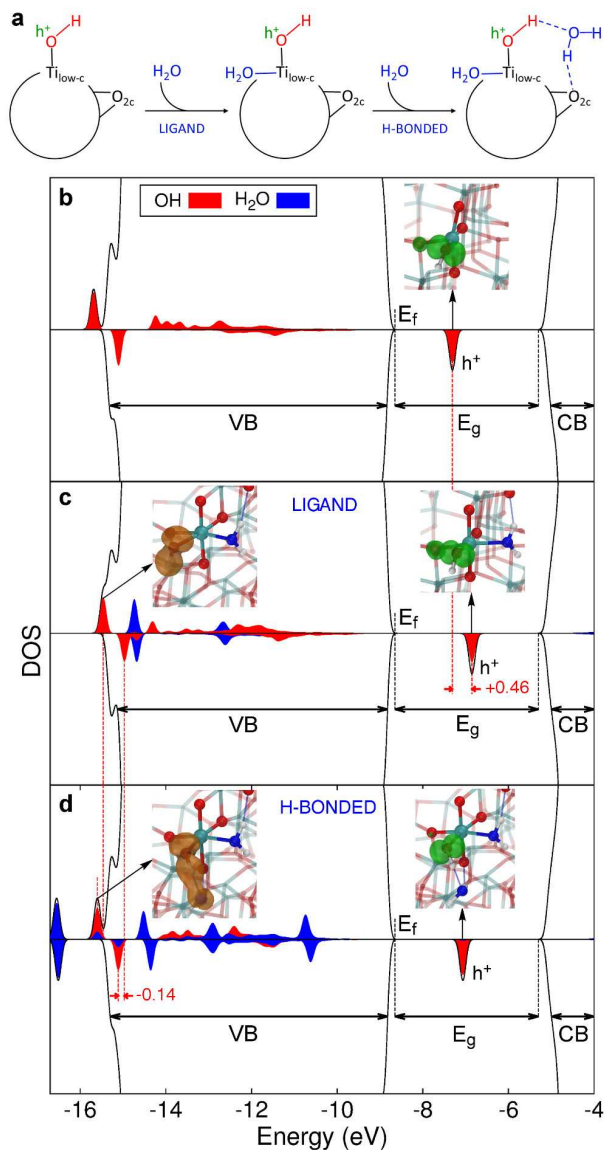 a
H
h⁺
O
Ti low-c
O2c
H₂O
LIGAND
H
h⁺
O
H₂O
Ti low-c
O2c
H₂O
H-BONDED
H
h⁺
O
O
H
H
H₂O
Ti low-c
O2c
b
OH
H₂O
Ef
h⁺
VB
Eg
CB
c
LIGAND
Ef
h⁺
+0.46
VB
Eg
CB
DOS
d
H-BONDED
Ef
h⁺
-0.14
VB
Eg
CB
-16 -14 -12 -10 -8 -6 -4
Energy (eV)